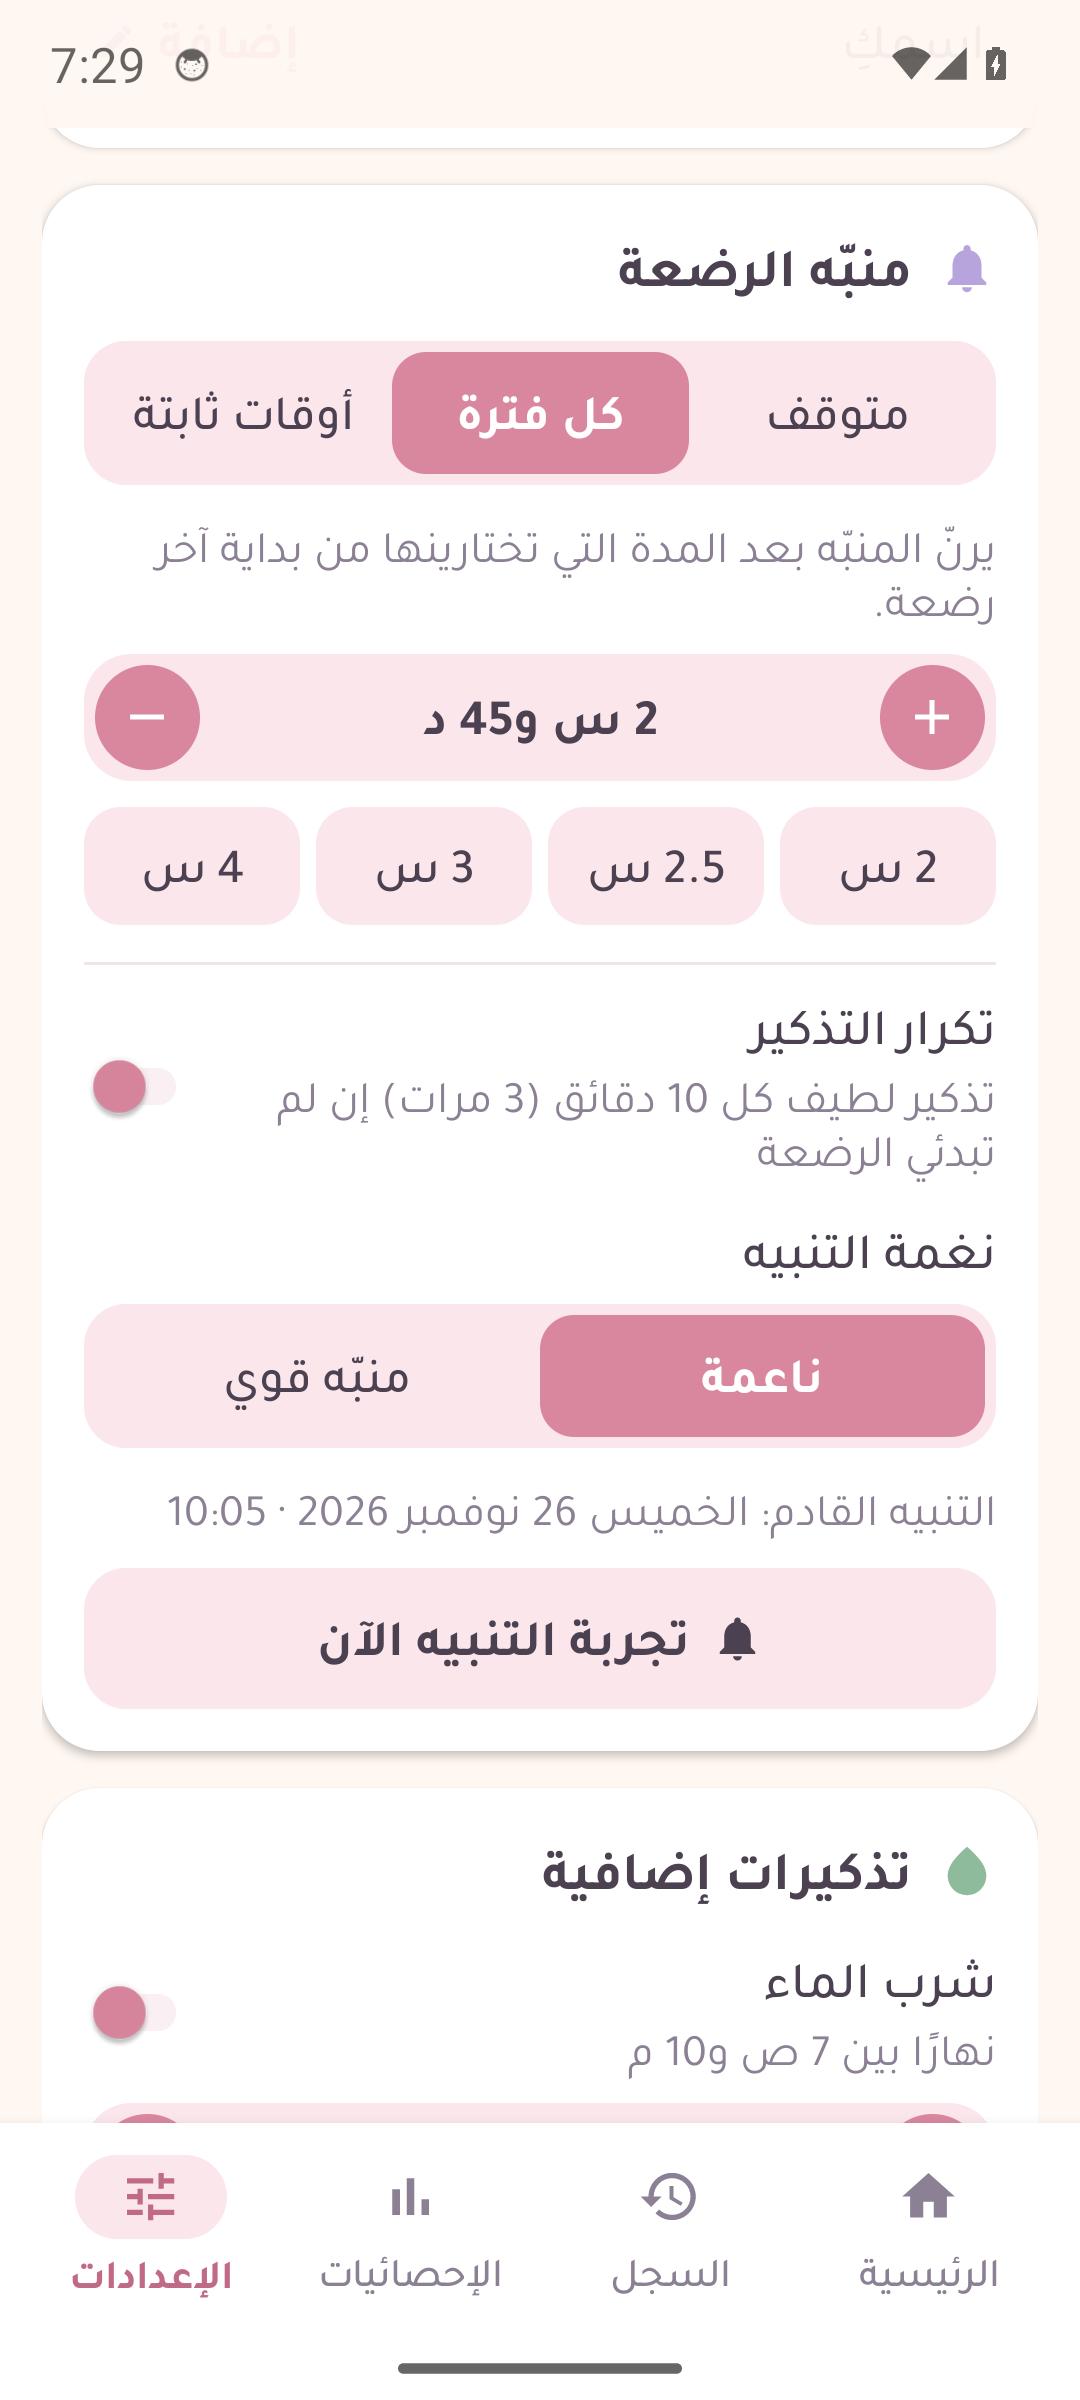 7:29
اسمكِ
إضافة
منبّه الرضعة
متوقف
كل فترة
أوقات ثابتة
يرنّ المنبّه بعد المدة التي تختارينها من بداية آخر
رضعة.
2 س و45 د
2 س
2.5 س
3 س
4 س
تكرار التذكير
تذكير لطيف كل 10 دقائق (3 مرات) إن لم
تبدئي الرضعة
نغمة التنبيه
ناعمة
منبّه قوي
التنبيه القادم: الخميس 26 نوفمبر 2026 · 10:05
تجربة التنبيه الآن
تذكيرات إضافية
شرب الماء
نهارًا بين 7 ص و10 م
الرئيسية
السجل
الإحصائيات
الإعدادات